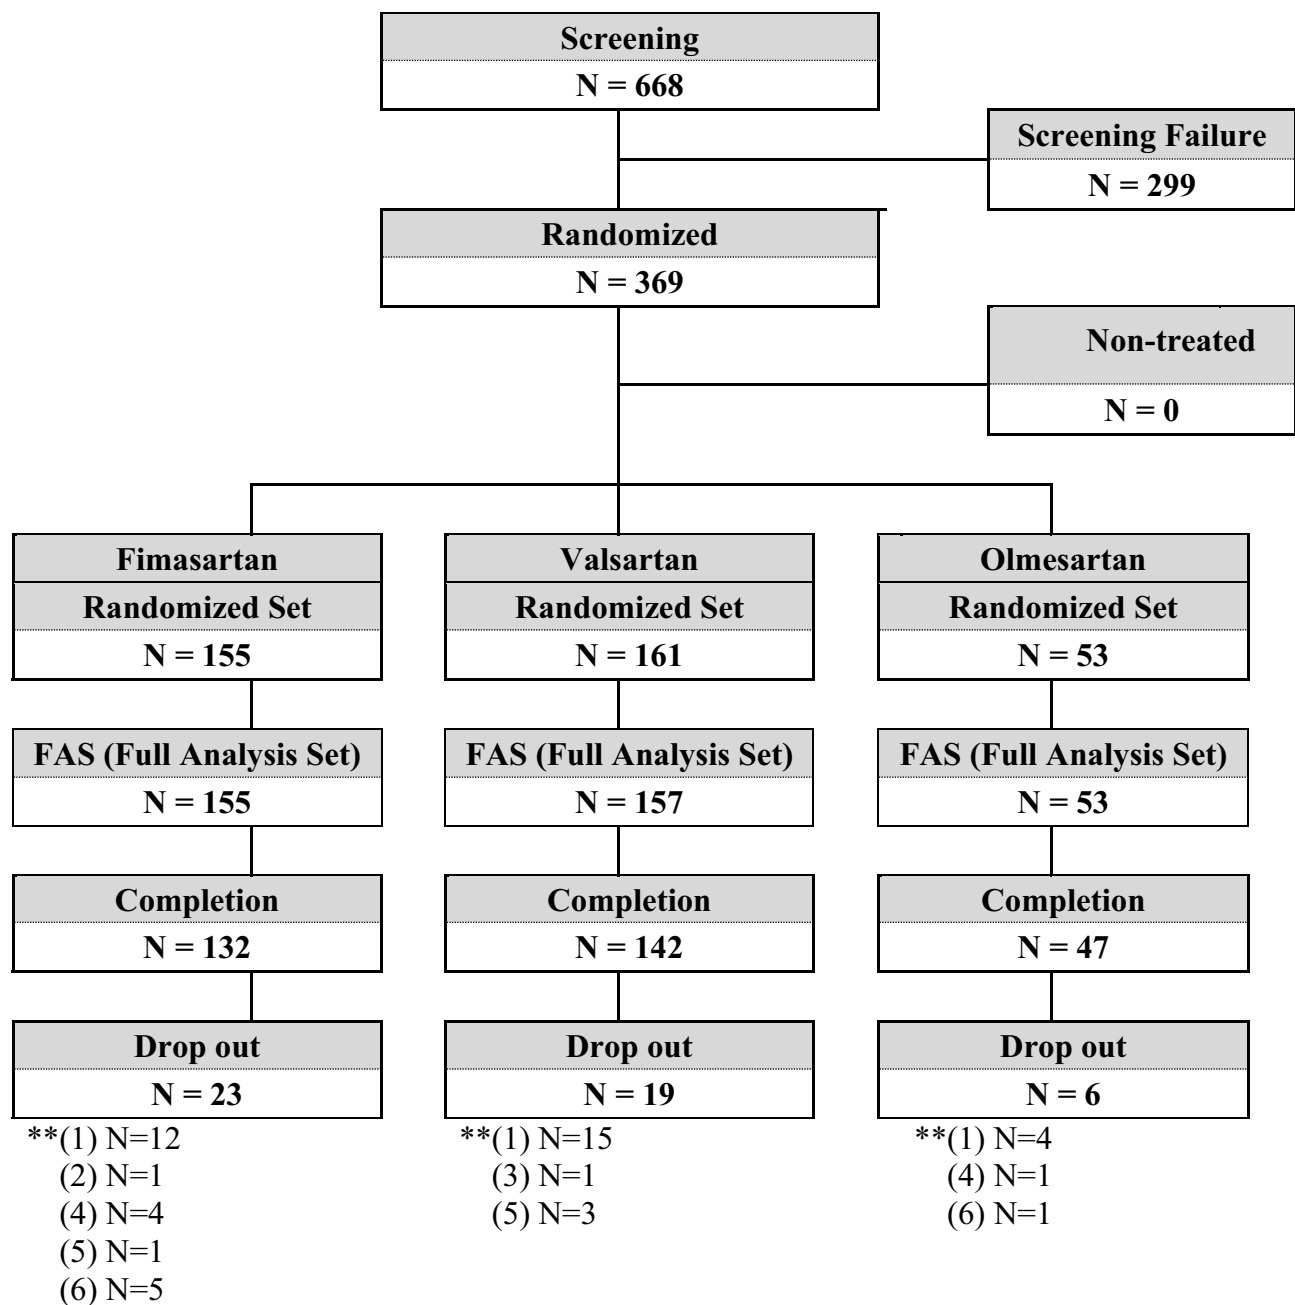 Screening
N = 668
Screening Failure
N = 299
Randomized
N = 369
Non-treated
N = 0
Fimasartan
Randomized Set
N = 155
Valsartan
Randomized Set
N = 161
Olmesartan
Randomized Set
N = 53
FAS (Full Analysis Set)
N = 155
FAS (Full Analysis Set)
N = 157
FAS (Full Analysis Set)
N = 53
Completion
N = 132
Completion
N = 142
Completion
N = 47
Drop out
N = 23
**(1) N=12
(2) N=1
(4) N=4
(5) N=1
(6) N=5
Drop out
N = 19
**(1) N=15
(3) N=1
(5) N=3
Drop out
N = 6
**(1) N=4
(4) N=1
(6) N=1